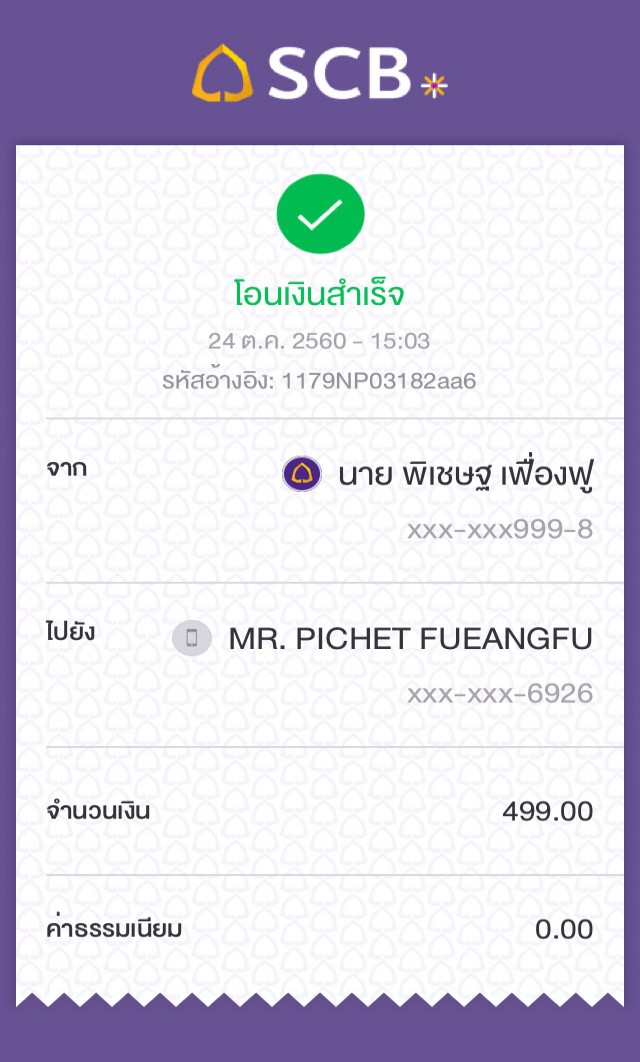 SCB
โอนเงินสำเร็จ
24 ต.ค. 2560 - 15:03
รหัสอ้างอิง: 1179NP03182aa6
จาก นาย พิเชษฐ เฟื่องฟู
xxx-xxx999-8
ไปยัง MR. PICHET FUEANGFU
xxx-xxx-6926
จำนวนเงิน 499.00
ค่าธรรมเนียม 0.00